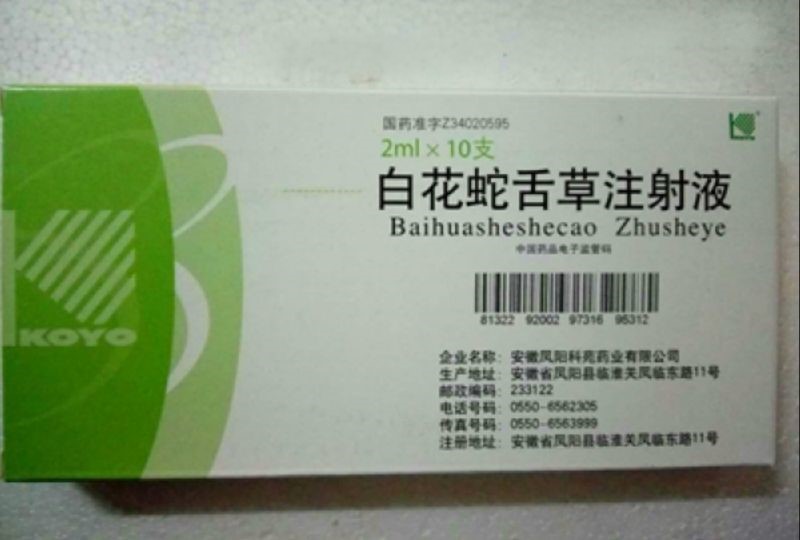 国药准字Z34020595
2ml×10支
白花蛇舌草注射液
Baihuasheshecao Zhusheye
中国药品电子监管码
81322 92002 97316 96312
企业名称：安徽凤阳科苑药业有限公司
生产地址：安徽省凤阳县临淮关凤临东路11号
邮政编码：233122
电话号码：0550-6562305
传真号码：0550-6563999
注册地址：安徽省凤阳县临淮关凤临东路11号
KOYO